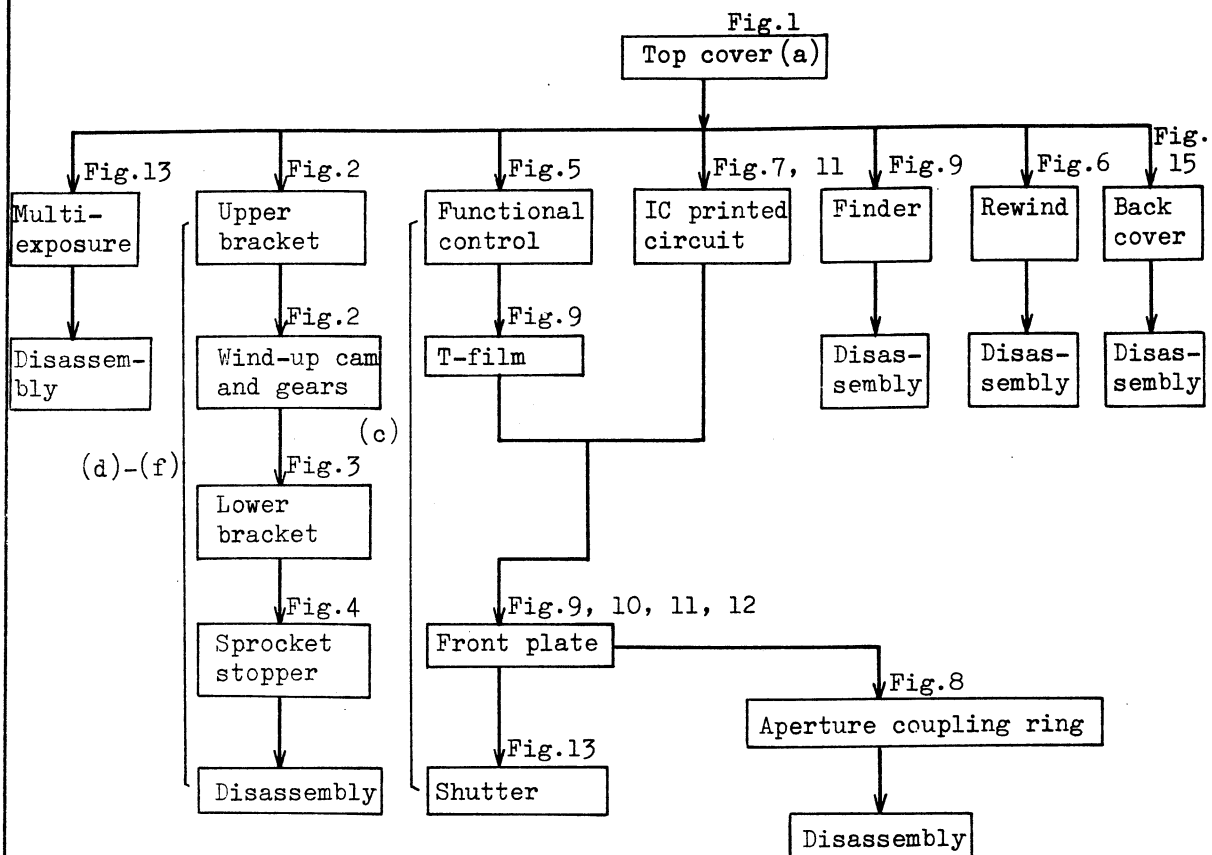 Fig.1
Top cover (a)
Fig.13
Multi-
exposure
Disassem-
bly
Fig.2
Upper
bracket
Fig.2
Wind-up cam
and gears
Fig.3
Lower
bracket
Fig.4
Sprocket
stopper
Disassembly
(d)-(f)
Fig.5
Functional
control
Fig.9
T-film
(c)
Fig.7, 11
IC printed
circuit
Fig.9, 10, 11, 12
Front plate
Fig.13
Shutter
Fig.8
Aperture coupling ring
Disassembly
Fig.9
Finder
Disas-
sembly
Fig.6
Rewind
Disas-
sembly
Fig.
15
Back
cover
Disas-
sembly